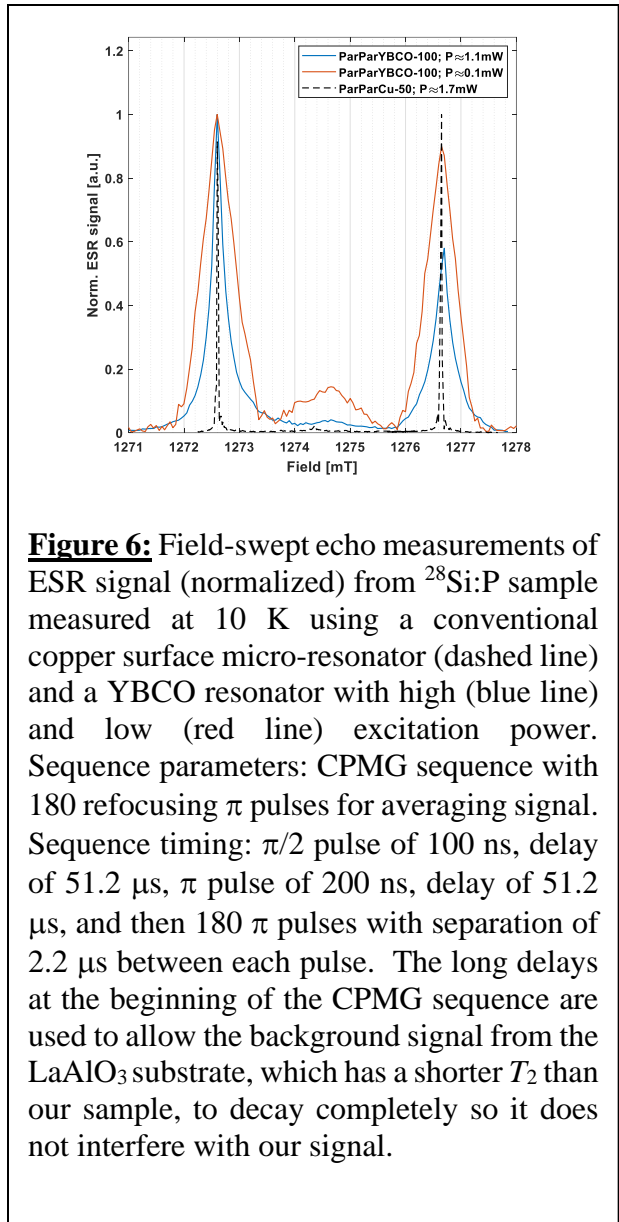 ParParYBCO-100; P≈1.1mW
ParParYBCO-100; P≈0.1mW
ParParCu-50; P≈1.7mW
1.2
1
0.8
0.6
0.4
0.2
0
Norm. ESR signal [a.u.]
1271 1272 1273 1274 1275 1276 1277 1278
Field [mT]
Figure 6: Field-swept echo measurements of
ESR signal (normalized) from ²⁸Si:P sample
measured at 10 K using a conventional
copper surface micro-resonator (dashed line)
and a YBCO resonator with high (blue line)
and low (red line) excitation power.
Sequence parameters: CPMG sequence with
180 refocusing π pulses for averaging signal.
Sequence timing: π/2 pulse of 100 ns, delay
of 51.2 μs, π pulse of 200 ns, delay of 51.2
μs, and then 180 π pulses with separation of
2.2 μs between each pulse. The long delays
at the beginning of the CPMG sequence are
used to allow the background signal from the
LaAlO₃ substrate, which has a shorter T₂ than
our sample, to decay completely so it does
not interfere with our signal.